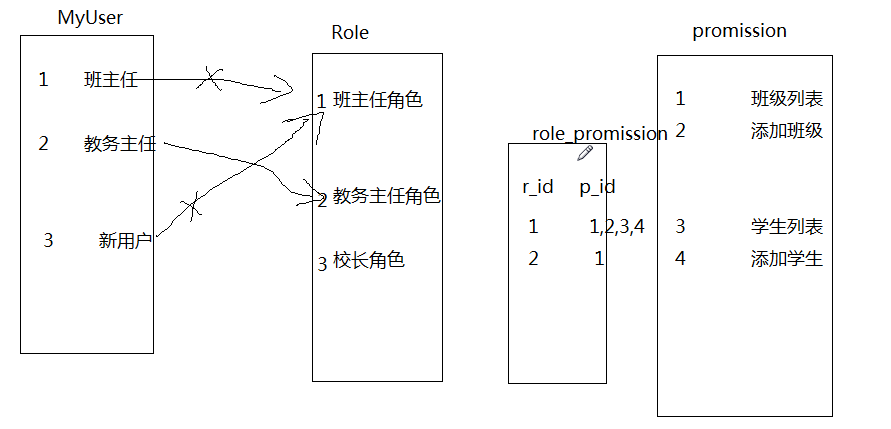 MyUser
1 班主任
2 教务主任
3 新用户
Role
1 班主任角色
2 教务主任角色
3 校长角色
role_promission
r_id p_id
1 1,2,3,4
2 1
promission
1 班级列表
2 添加班级
3 学生列表
4 添加学生